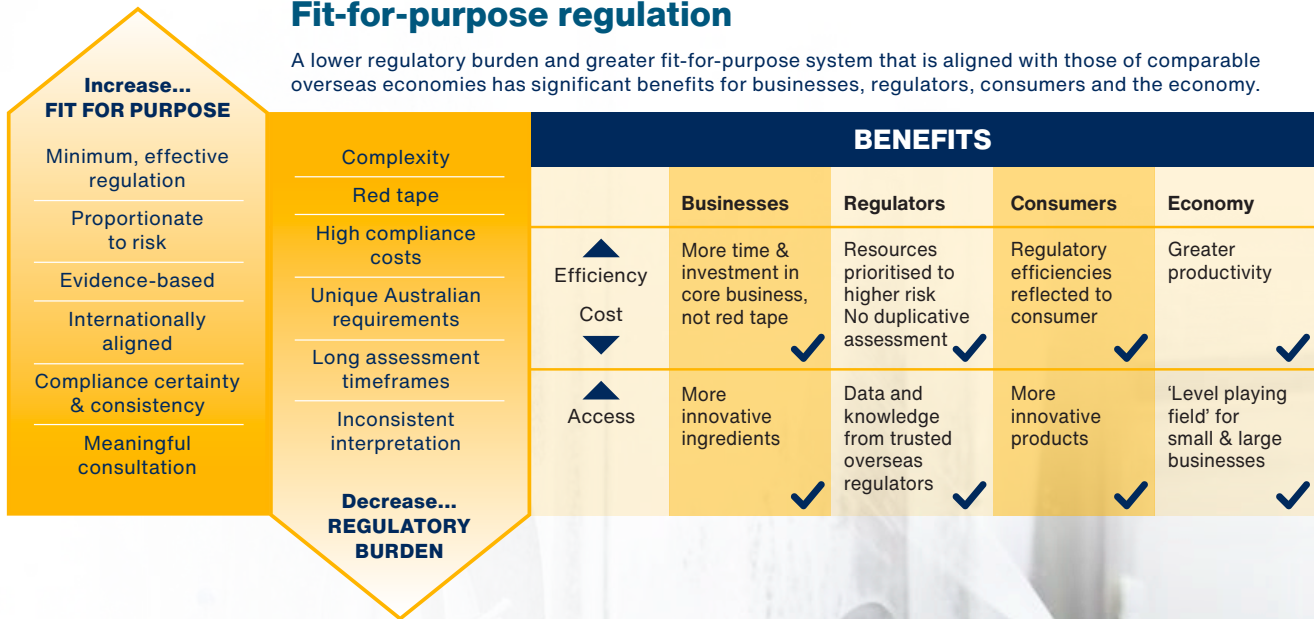 Fit-for-purpose regulation
A lower regulatory burden and greater fit-for-purpose system that is aligned with those of comparable
overseas economies has significant benefits for businesses, regulators, consumers and the economy.
Increase...
FIT FOR PURPOSE
Minimum, effective
regulation
Proportionate
to risk
Evidence-based
Internationally
aligned
Compliance certainty
& consistency
Meaningful
consultation
Complexity
Red tape
High compliance
costs
Unique Australian
requirements
Long assessment
timeframes
Inconsistent
interpretation
Decrease...
REGULATORY
BURDEN
BENEFITS
Businesses
Regulators
Consumers
Economy
Efficiency
Cost
More time &
investment in
core business,
not red tape
Resources
prioritised to
higher risk
No duplicative
assessment
Regulatory
efficiencies
reflected to
consumer
Greater
productivity
Access
More
innovative
ingredients
Data and
knowledge
from trusted
overseas
regulators
More
innovative
products
‘Level playing
field’ for
small & large
businesses